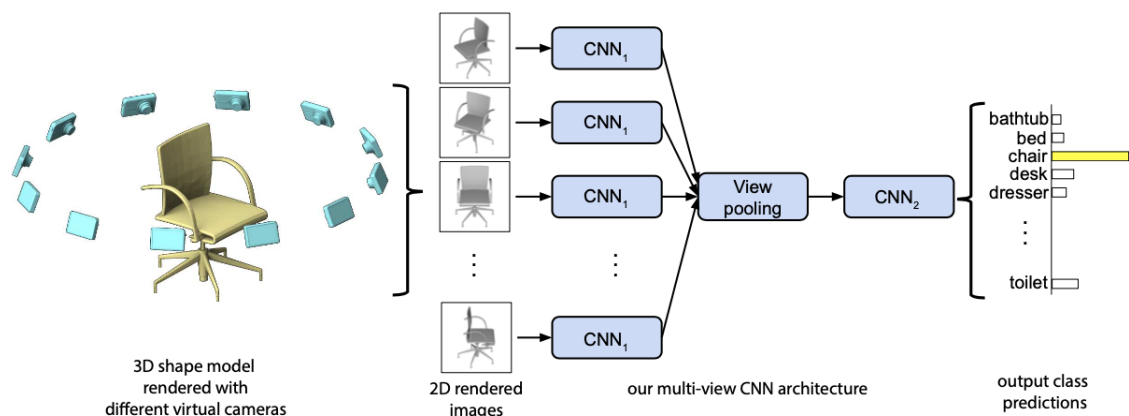 CNN₁
CNN₁
CNN₁
⋮
⋮
CNN₁
View
pooling
CNN₂
bathtub
bed
chair
desk
dresser
⋮
toilet
3D shape model
rendered with
different virtual cameras
2D rendered
images
our multi-view CNN architecture
output class
predictions